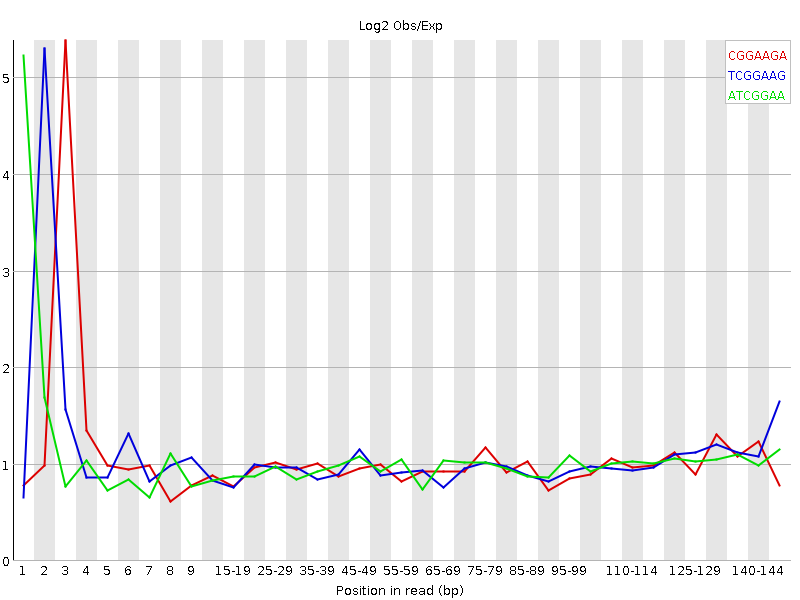 Log2 Obs/Exp
CGGAAGA
TCGGAAG
ATCGGAA
5
4
3
2
1
0
1 2 3 4 5 6 7 8 9 15-19 25-29 35-39 45-49 55-59 65-69 75-79 85-89 95-99 110-114 125-129 140-144
Position in read (bp)